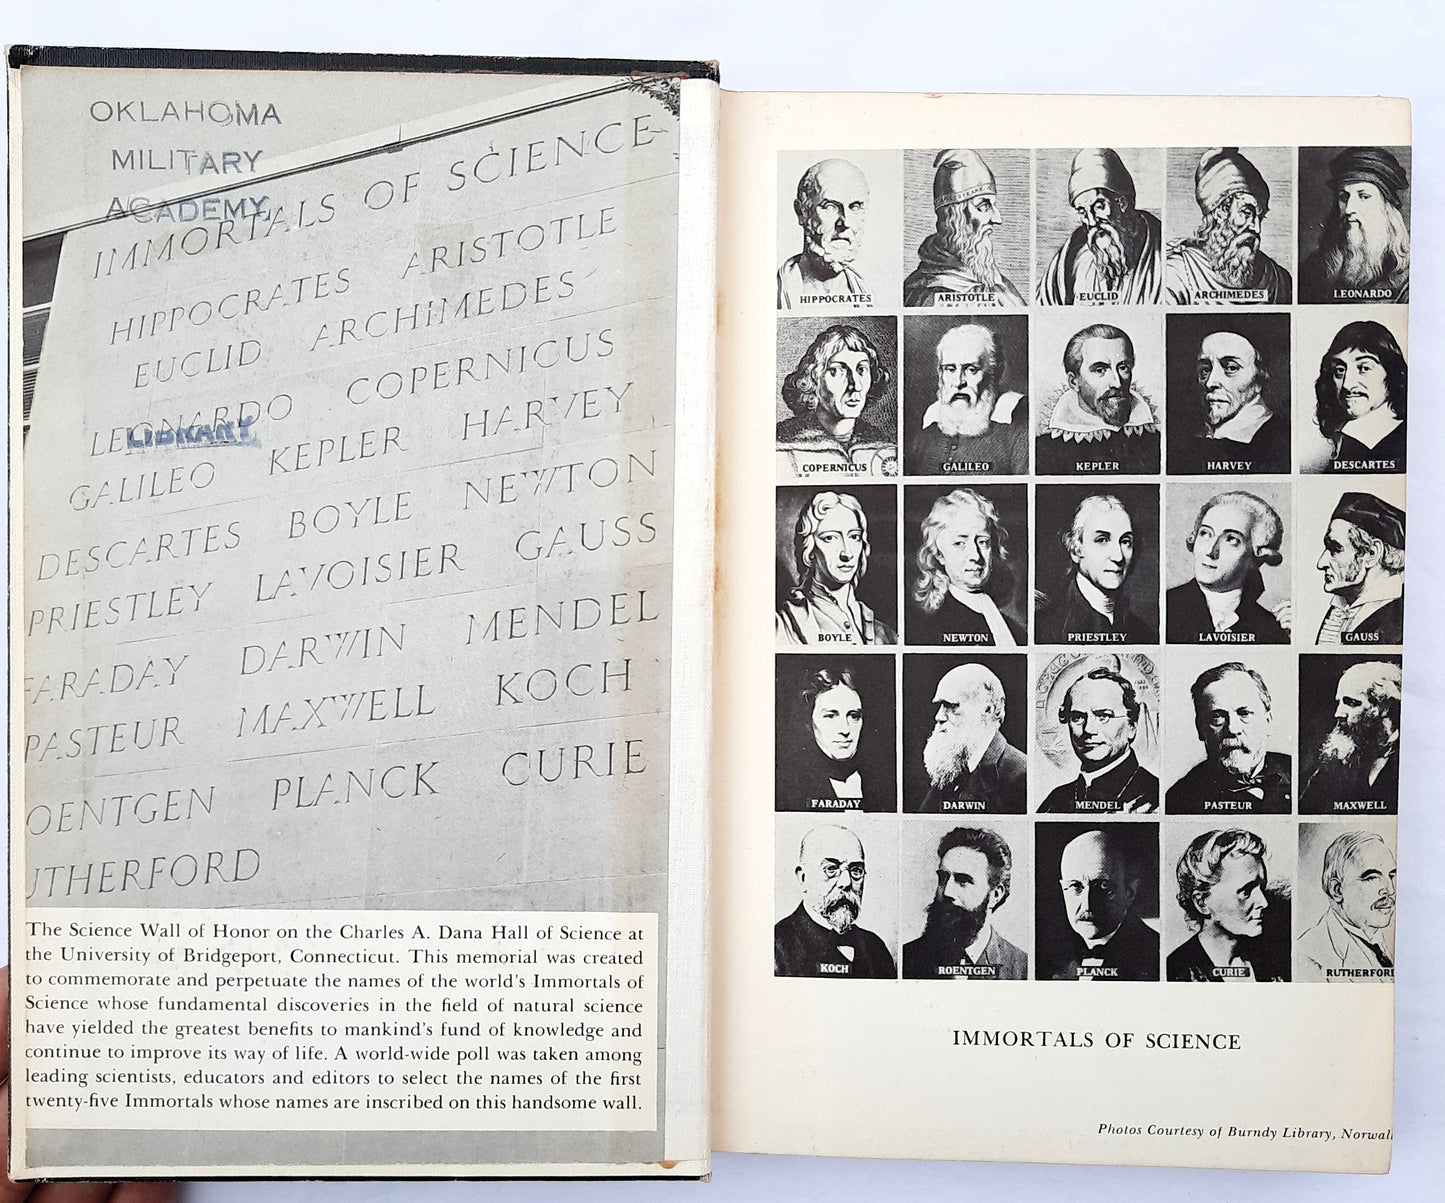 OKLAHOMA
MILITARY
ACADEMY
IMMORTALS OF SCIENCE
HIPPOCRATES ARISTOTLE
EUCLID ARCHIMEDES
LEONARDO COPERNICUS
LIBRARY
GALILEO KEPLER HARVEY
DESCARTES BOYLE NEWTON
PRIESTLEY LAVOISIER GAUSS
FARADAY DARWIN MENDEL
PASTEUR MAXWELL KOCH
OENTGEN PLANCK CURIE
UTHERFORD
The Science Wall of Honor on the Charles A. Dana Hall of Science at
the University of Bridgeport, Connecticut. This memorial was created
to commemorate and perpetuate the names of the world's Immortals of
Science whose fundamental discoveries in the field of natural science
have yielded the greatest benefits to mankind's fund of knowledge and
continue to improve its way of life. A world-wide poll was taken among
leading scientists, educators and editors to select the names of the first
twenty-five Immortals whose names are inscribed on this handsome wall.
HIPPOCRATES ARISTOTLE EUCLID ARCHIMEDES LEONARDO
COPERNICUS GALILEO KEPLER HARVEY DESCARTES
BOYLE NEWTON PRIESTLEY LAVOISIER GAUSS
FARADAY DARWIN MENDEL PASTEUR MAXWELL
KOCH ROENTGEN PLANCK CURIE RUTHERFORD
IMMORTALS OF SCIENCE
Photos Courtesy of Burndy Library, Norwal